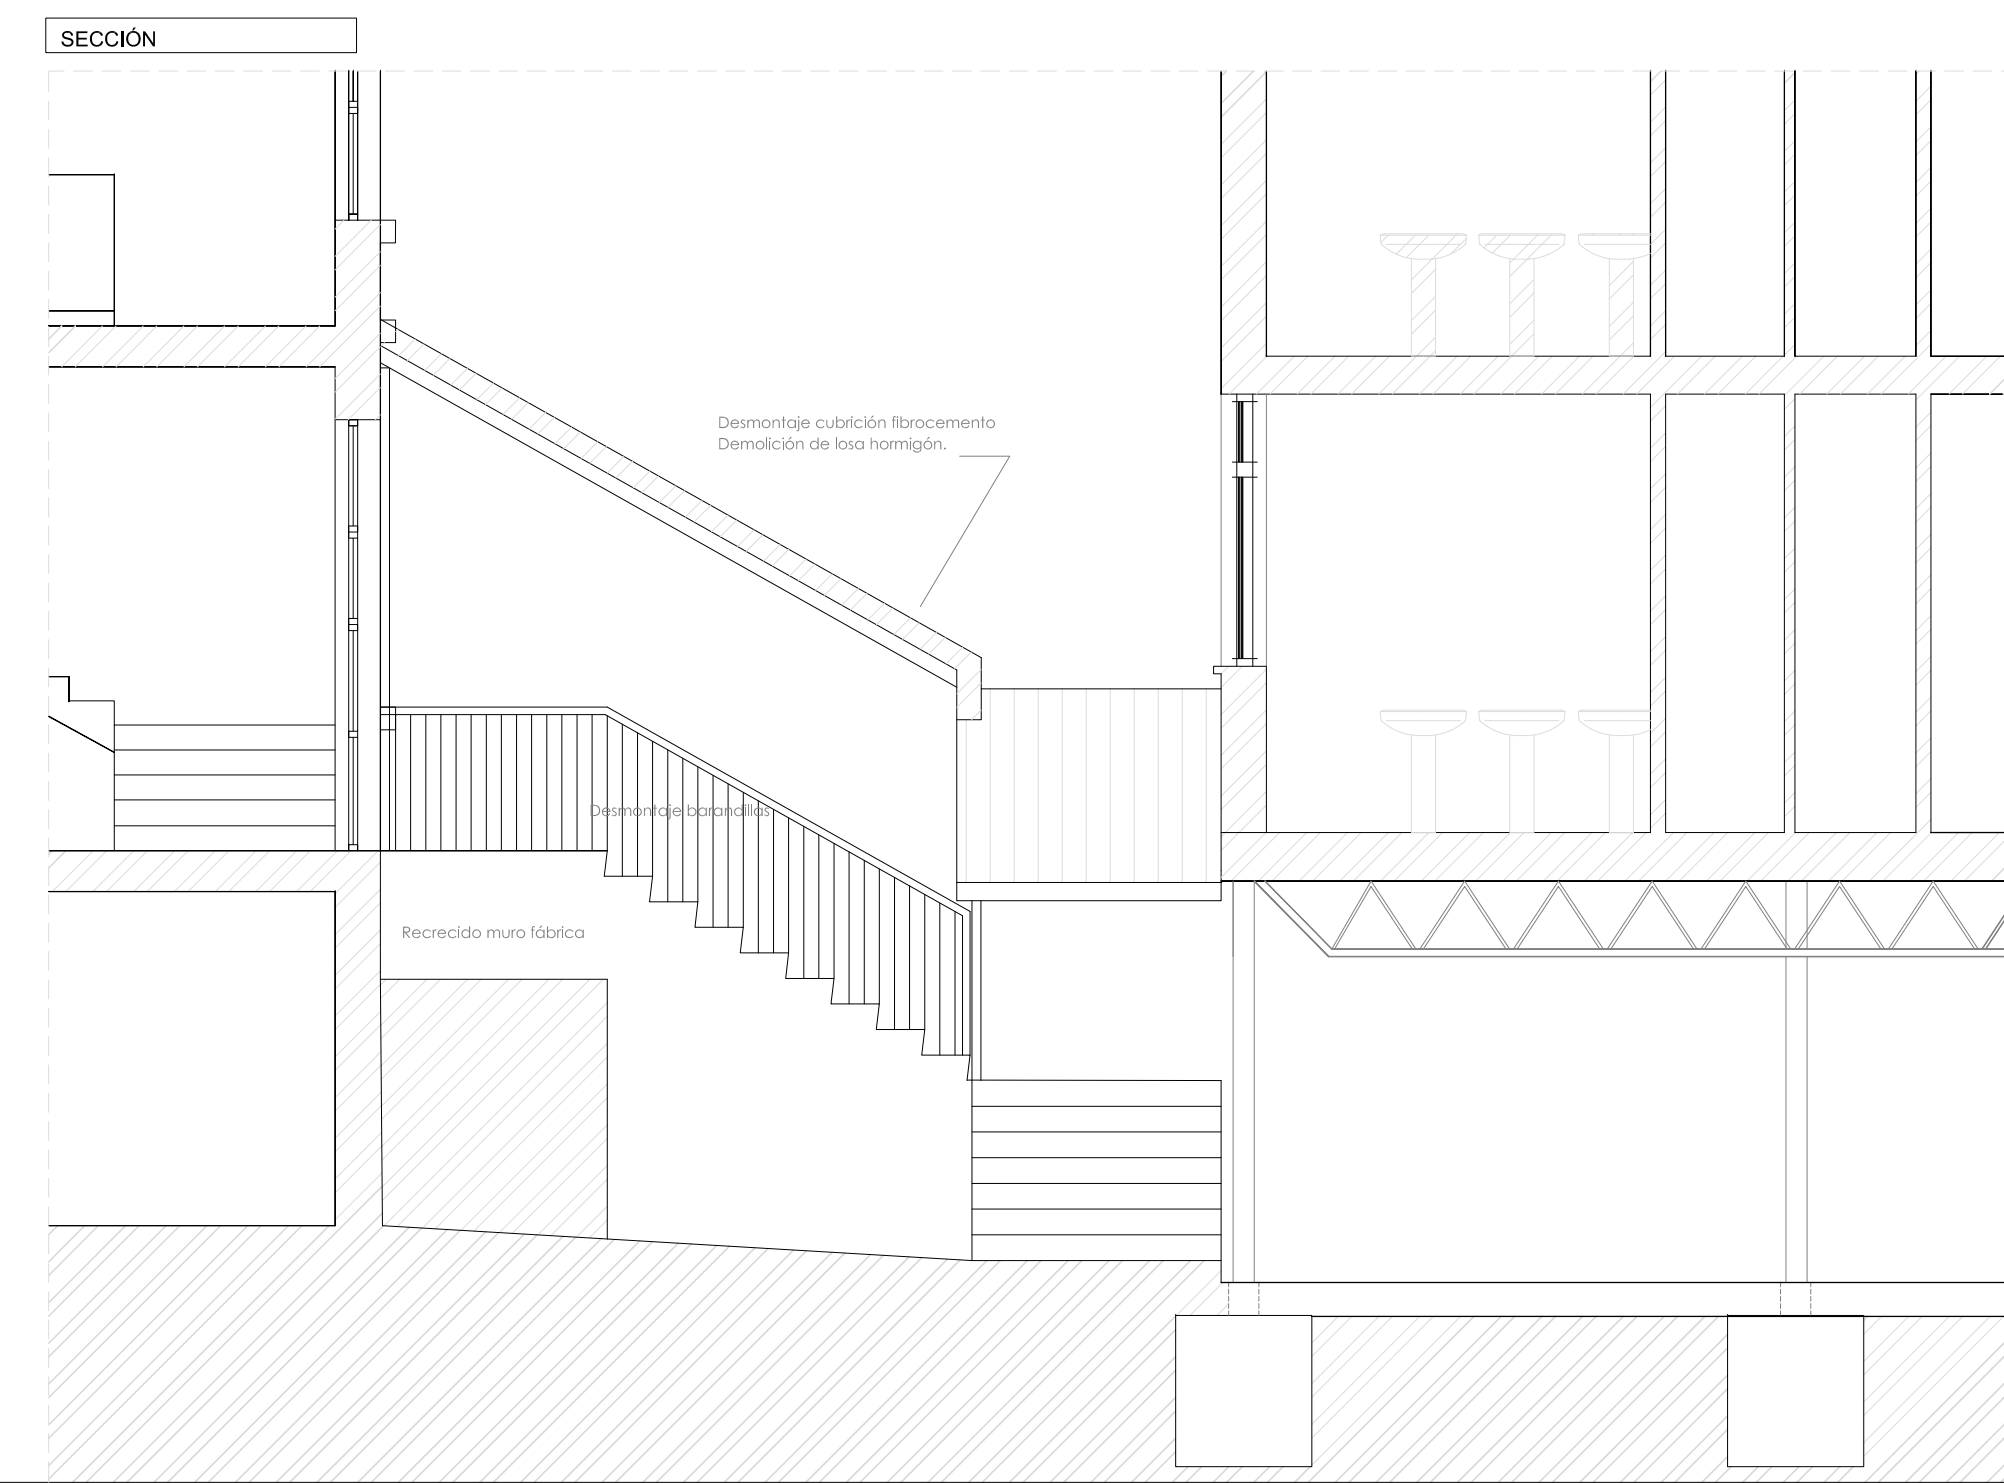 SECCIÓN
Desmontaje cubrición fibrocemento
Demolición de losa hormigón.
Desmontaje barandillas
Recrecido muro fábrica